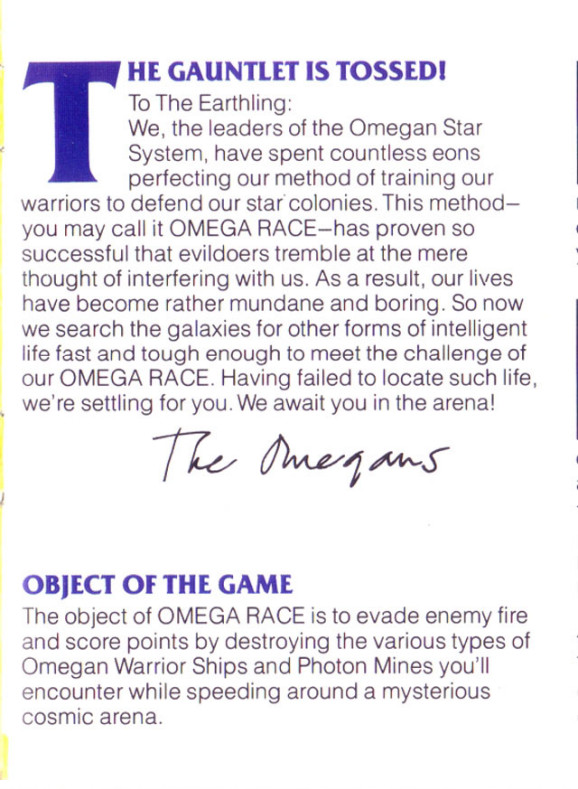 THE GAUNTLET IS TOSSED!
To The Earthling:
We, the leaders of the Omegan Star
System, have spent countless eons
perfecting our method of training our
warriors to defend our star colonies. This method—
you may call it OMEGA RACE—has proven so
successful that evildoers tremble at the mere
thought of interfering with us. As a result, our lives
have become rather mundane and boring. So now
we search the galaxies for other forms of intelligent
life fast and tough enough to meet the challenge of
our OMEGA RACE. Having failed to locate such life,
we're settling for you. We await you in the arena!
The Omegans
OBJECT OF THE GAME
The object of OMEGA RACE is to evade enemy fire
and score points by destroying the various types of
Omegan Warrior Ships and Photon Mines you'll
encounter while speeding around a mysterious
cosmic arena.